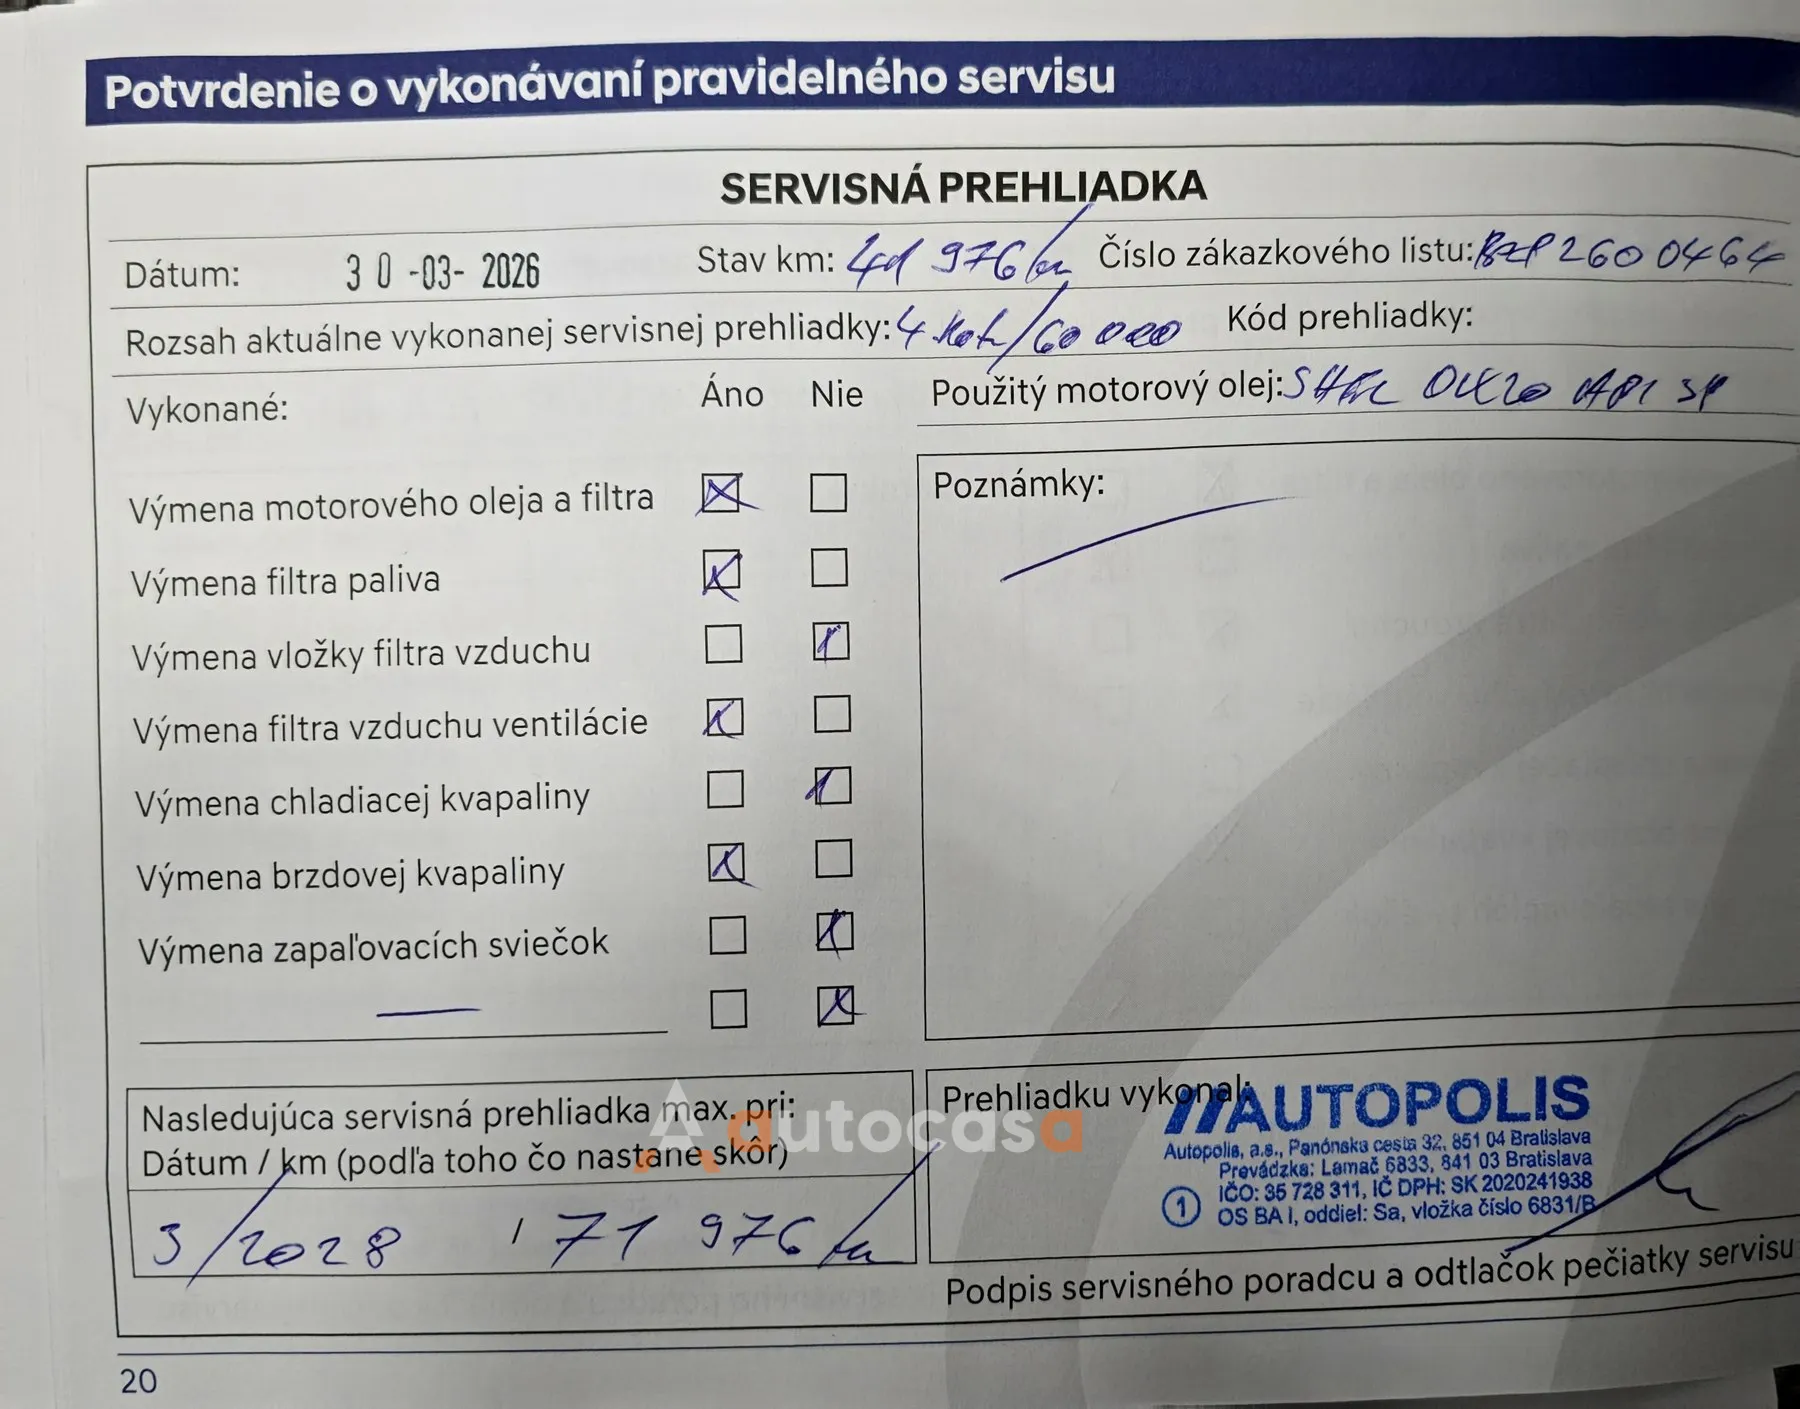 Potvrdenie o vykonávaní pravidelného servisu
SERVISNÁ PREHLIADKA
Dátum: 30 -03- 2026 Stav km: 41 976 km Číslo zákazkového listu: 2600464
Rozsah aktuálne vykonanej servisnej prehliadky: 4 /60 000 Kód prehliadky:
Vykonané: Áno Nie Použitý motorový olej: 0W20 API SP
Výmena motorového oleja a filtra
Poznámky:
Výmena filtra paliva
Výmena vložky filtra vzduchu
Výmena filtra vzduchu ventilácie
Výmena chladiacej kvapaliny
Výmena brzdovej kvapaliny
Výmena zapaľovacích sviečok
Nasledujúca servisná prehliadka max. pri:
Dátum / km (podľa toho čo nastane skôr)
3/2028 / 71 976 km
autocasa
Prehliadku vykonal:
AUTOPOLIS
Autopolis, a.s., Panónska cesta 32, 851 04 Bratislava
Prevádzka: Lamač 6833, 841 03 Bratislava
IČO: 35 728 311, IČ DPH: SK 2020241938
1 OS BA I, oddiel: Sa, vložka číslo 6831/B
Podpis servisného poradcu a odtlačok pečiatky servisu
20